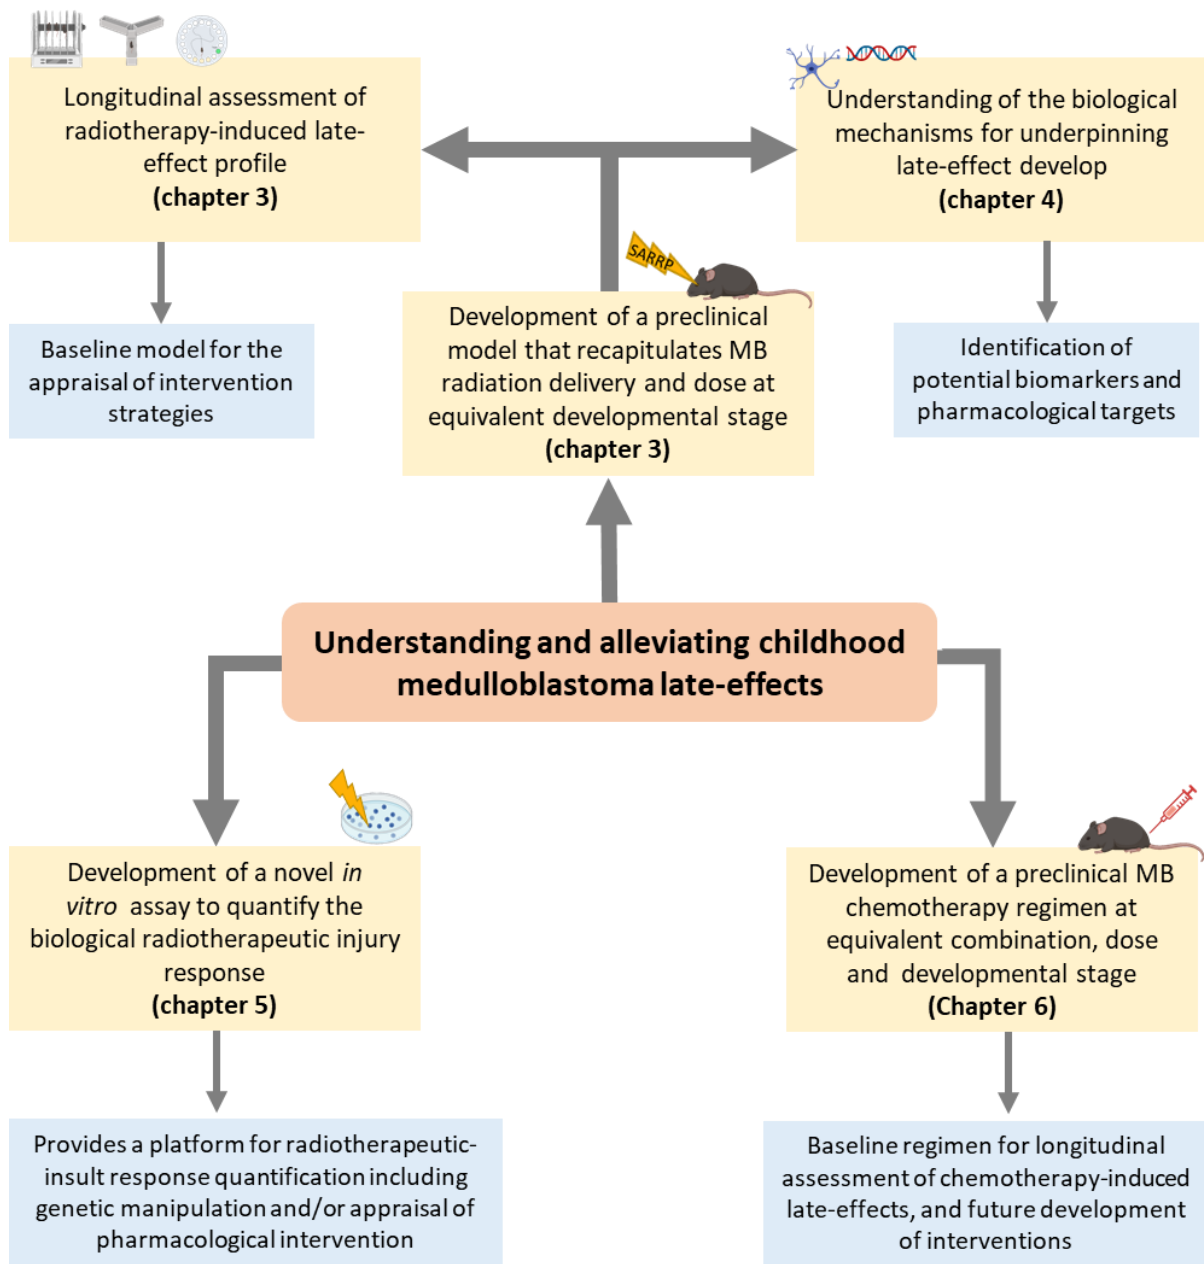 Longitudinal assessment of
radiotherapy-induced late-
effect profile
(chapter 3)
Understanding of the biological
mechanisms for underpinning
late-effect develop
(chapter 4)
SARRP
Baseline model for the
appraisal of intervention
strategies
Development of a preclinical
model that recapitulates MB
radiation delivery and dose at
equivalent developmental stage
(chapter 3)
Identification of
potential biomarkers and
pharmacological targets
Understanding and alleviating childhood
medulloblastoma late-effects
Development of a novel in
vitro assay to quantify the
biological radiotherapeutic injury
response
(chapter 5)
Development of a preclinical MB
chemotherapy regimen at
equivalent combination, dose
and developmental stage
(Chapter 6)
Provides a platform for radiotherapeutic-
insult response quantification including
genetic manipulation and/or appraisal of
pharmacological intervention
Baseline regimen for longitudinal
assessment of chemotherapy-induced
late-effects, and future development
of interventions